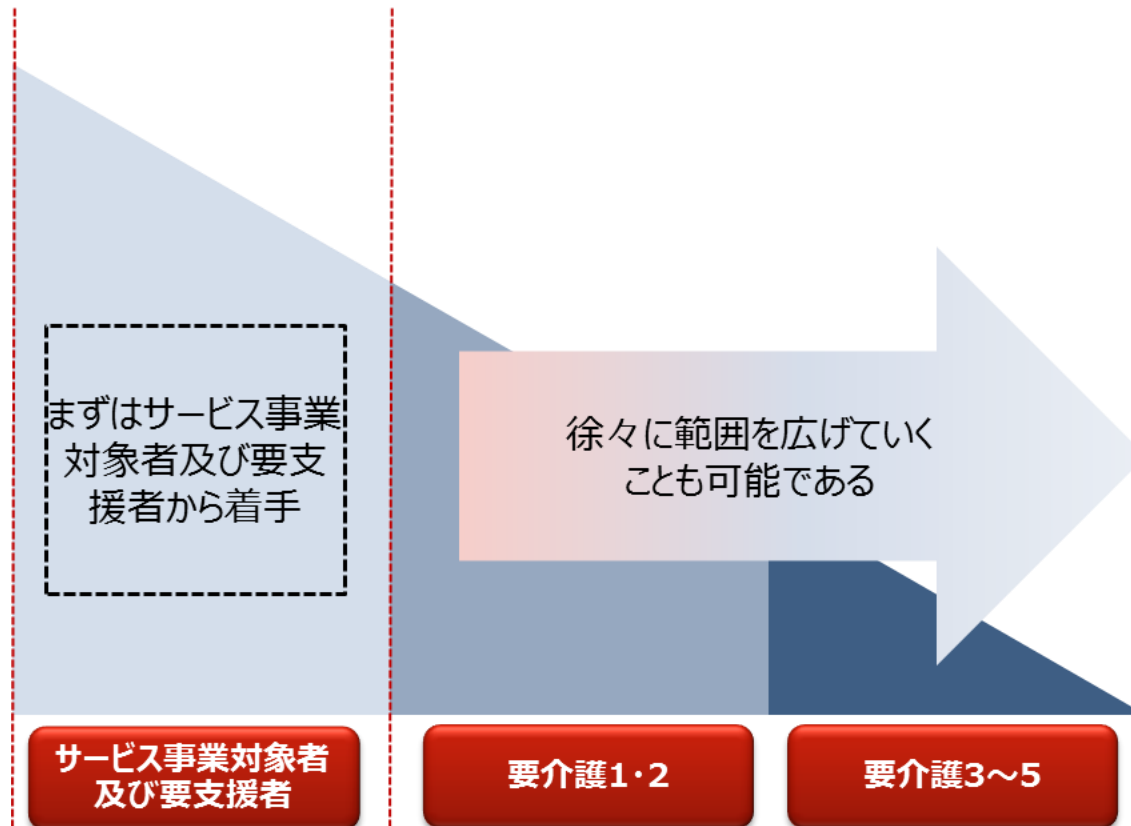 まずはサービス事業
対象者及び要支
援者から着手
徐々に範囲を広げていく
ことも可能である
サービス事業対象者
及び要支援者
要介護1・2
要介護3～5